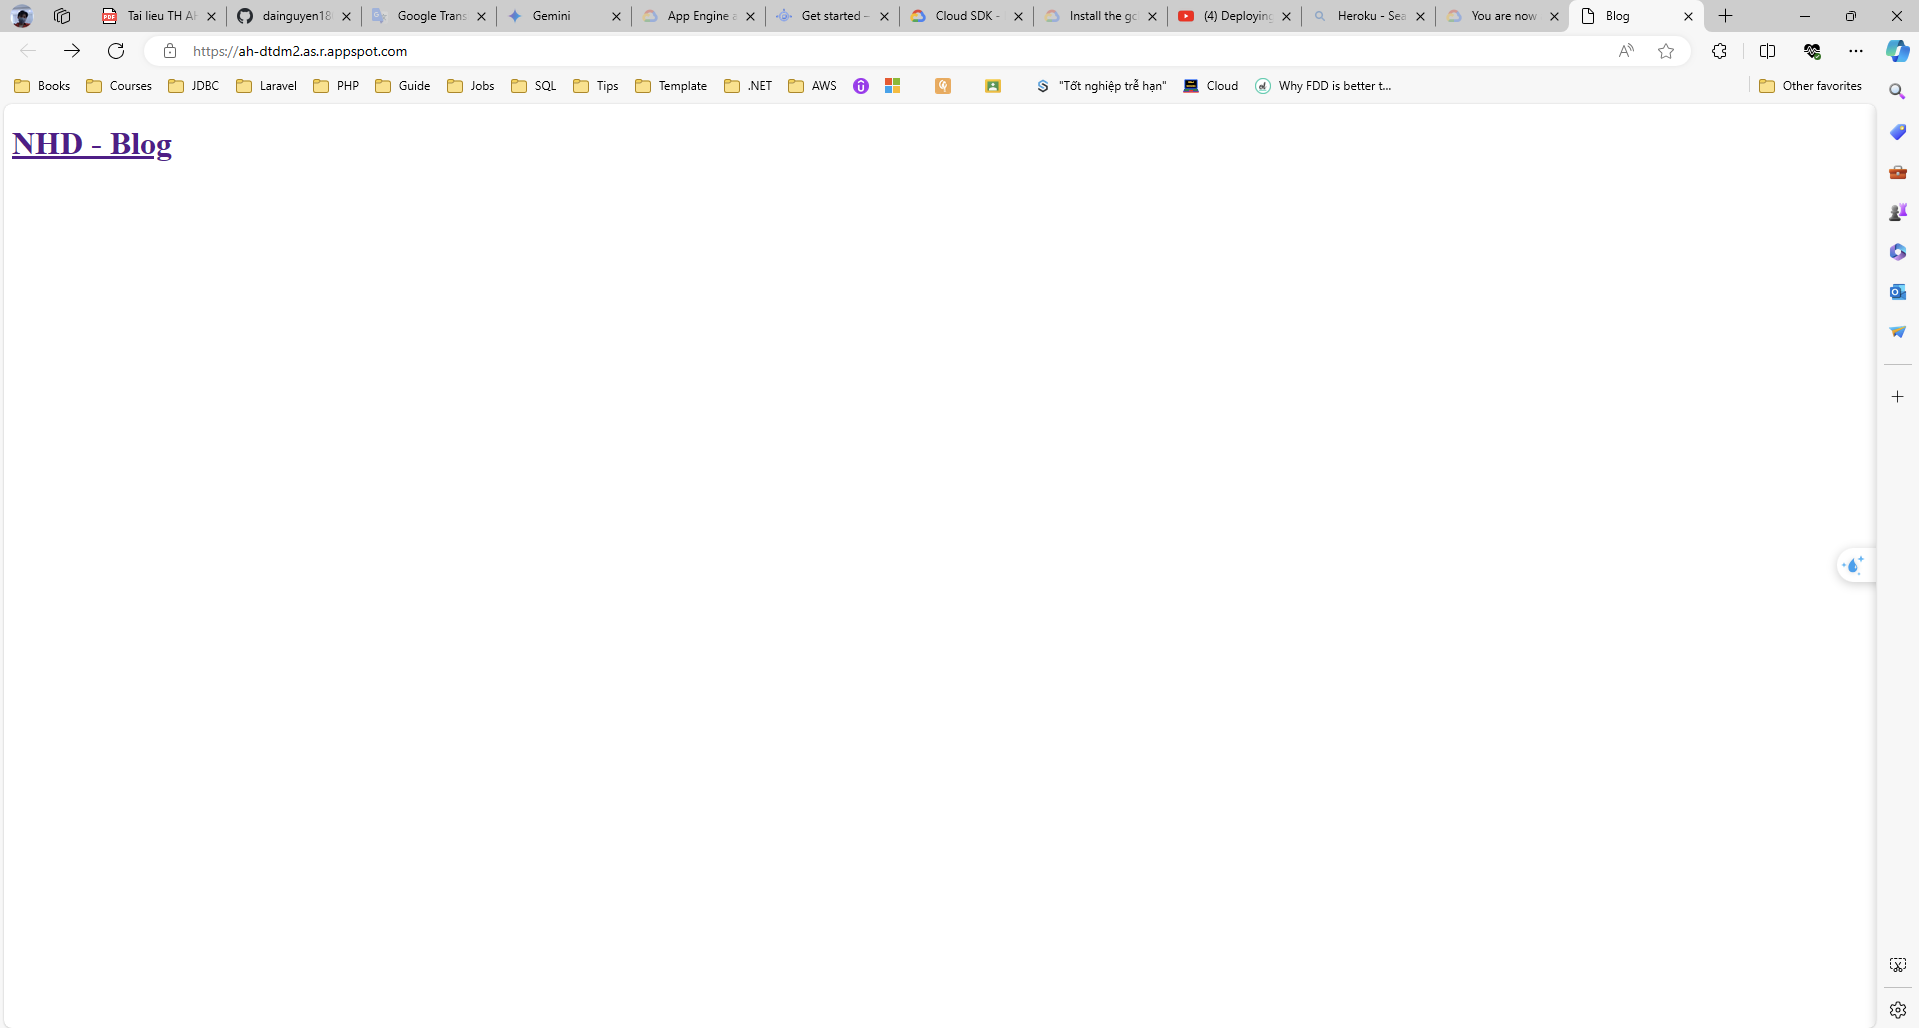 Tai lieu TH A
dainguyen18
Google Trans
Gemini
App Engine a
Get started –
Cloud SDK -
Install the gc
(4) Deploying
Heroku - Sea
You are now
Blog
https://ah-dtdm2.as.r.appspot.com
Books
Courses
JDBC
Laravel
PHP
Guide
Jobs
SQL
Tips
Template
.NET
AWS
"Tốt nghiệp trễ hạn"
Cloud
Why FDD is better t...
Other favorites
NHD - Blog